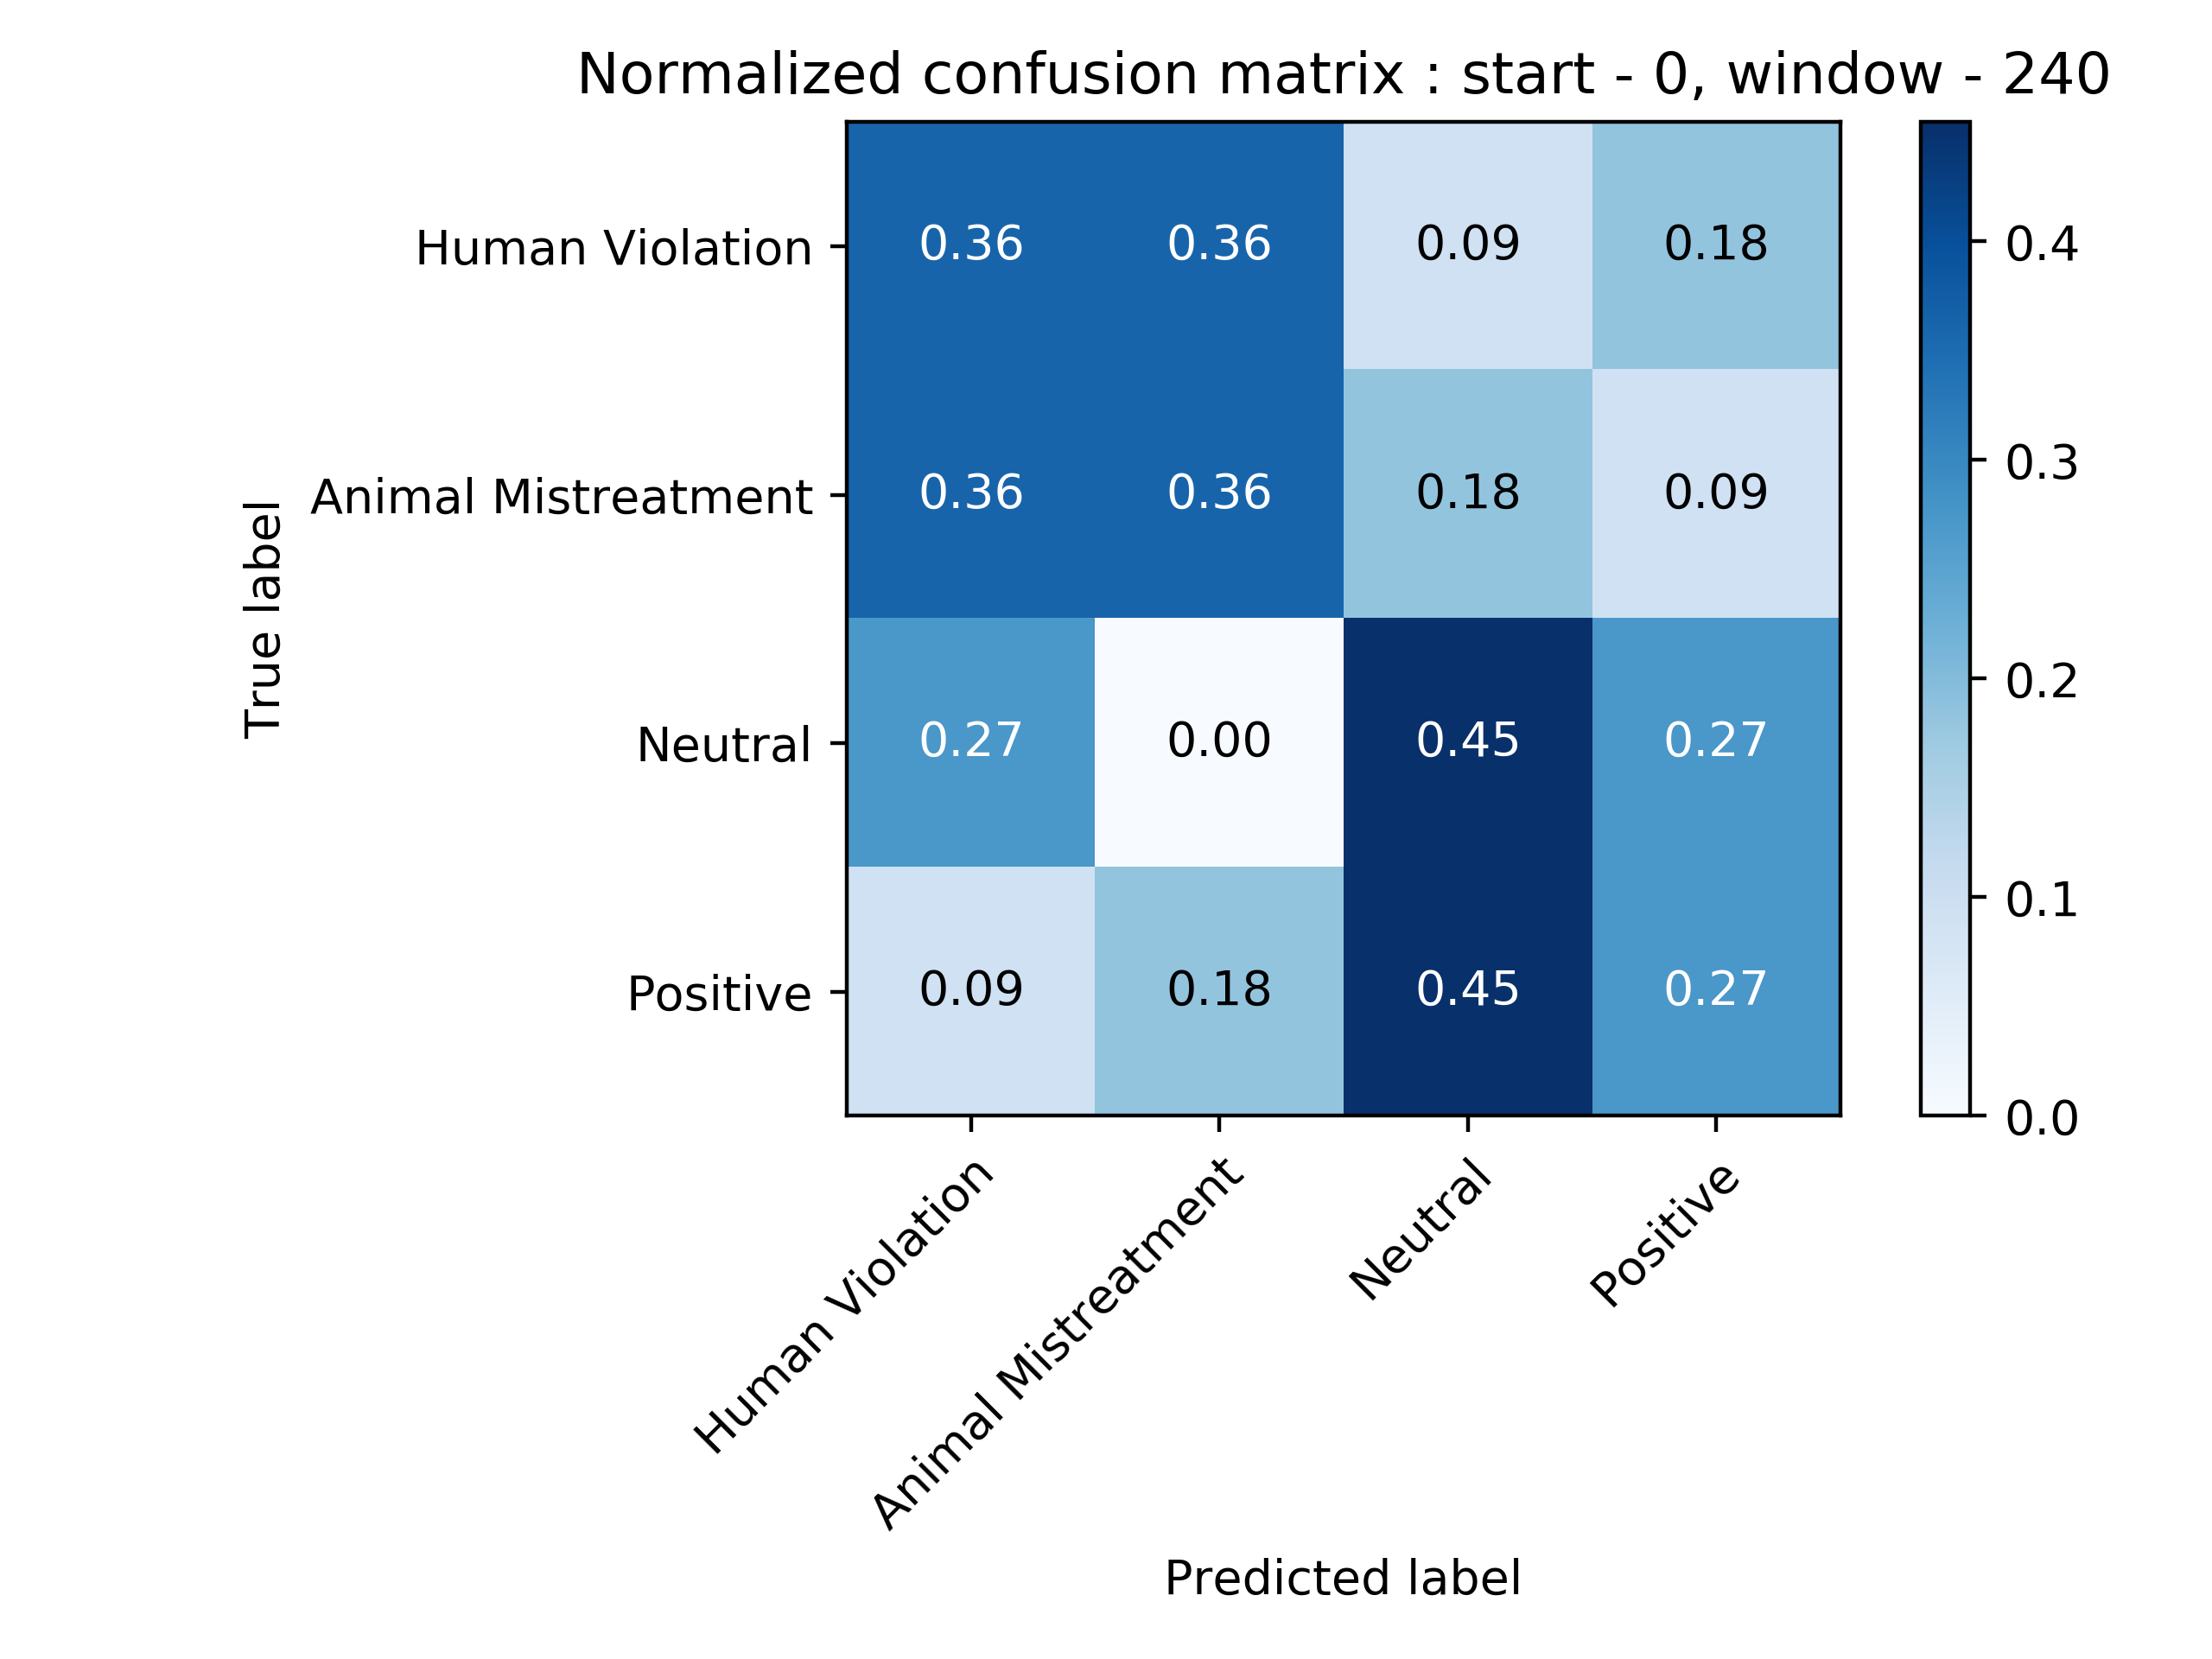 Normalized confusion matrix : start - 0, window - 240
Human Violation 0.36 0.36 0.09 0.18
Animal Mistreatment 0.36 0.36 0.18 0.09
Neutral 0.27 0.00 0.45 0.27
Positive 0.09 0.18 0.45 0.27
True label
0.4
0.3
0.2
0.1
0.0
Human Violation
Animal Mistreatment
Neutral
Positive
Predicted label